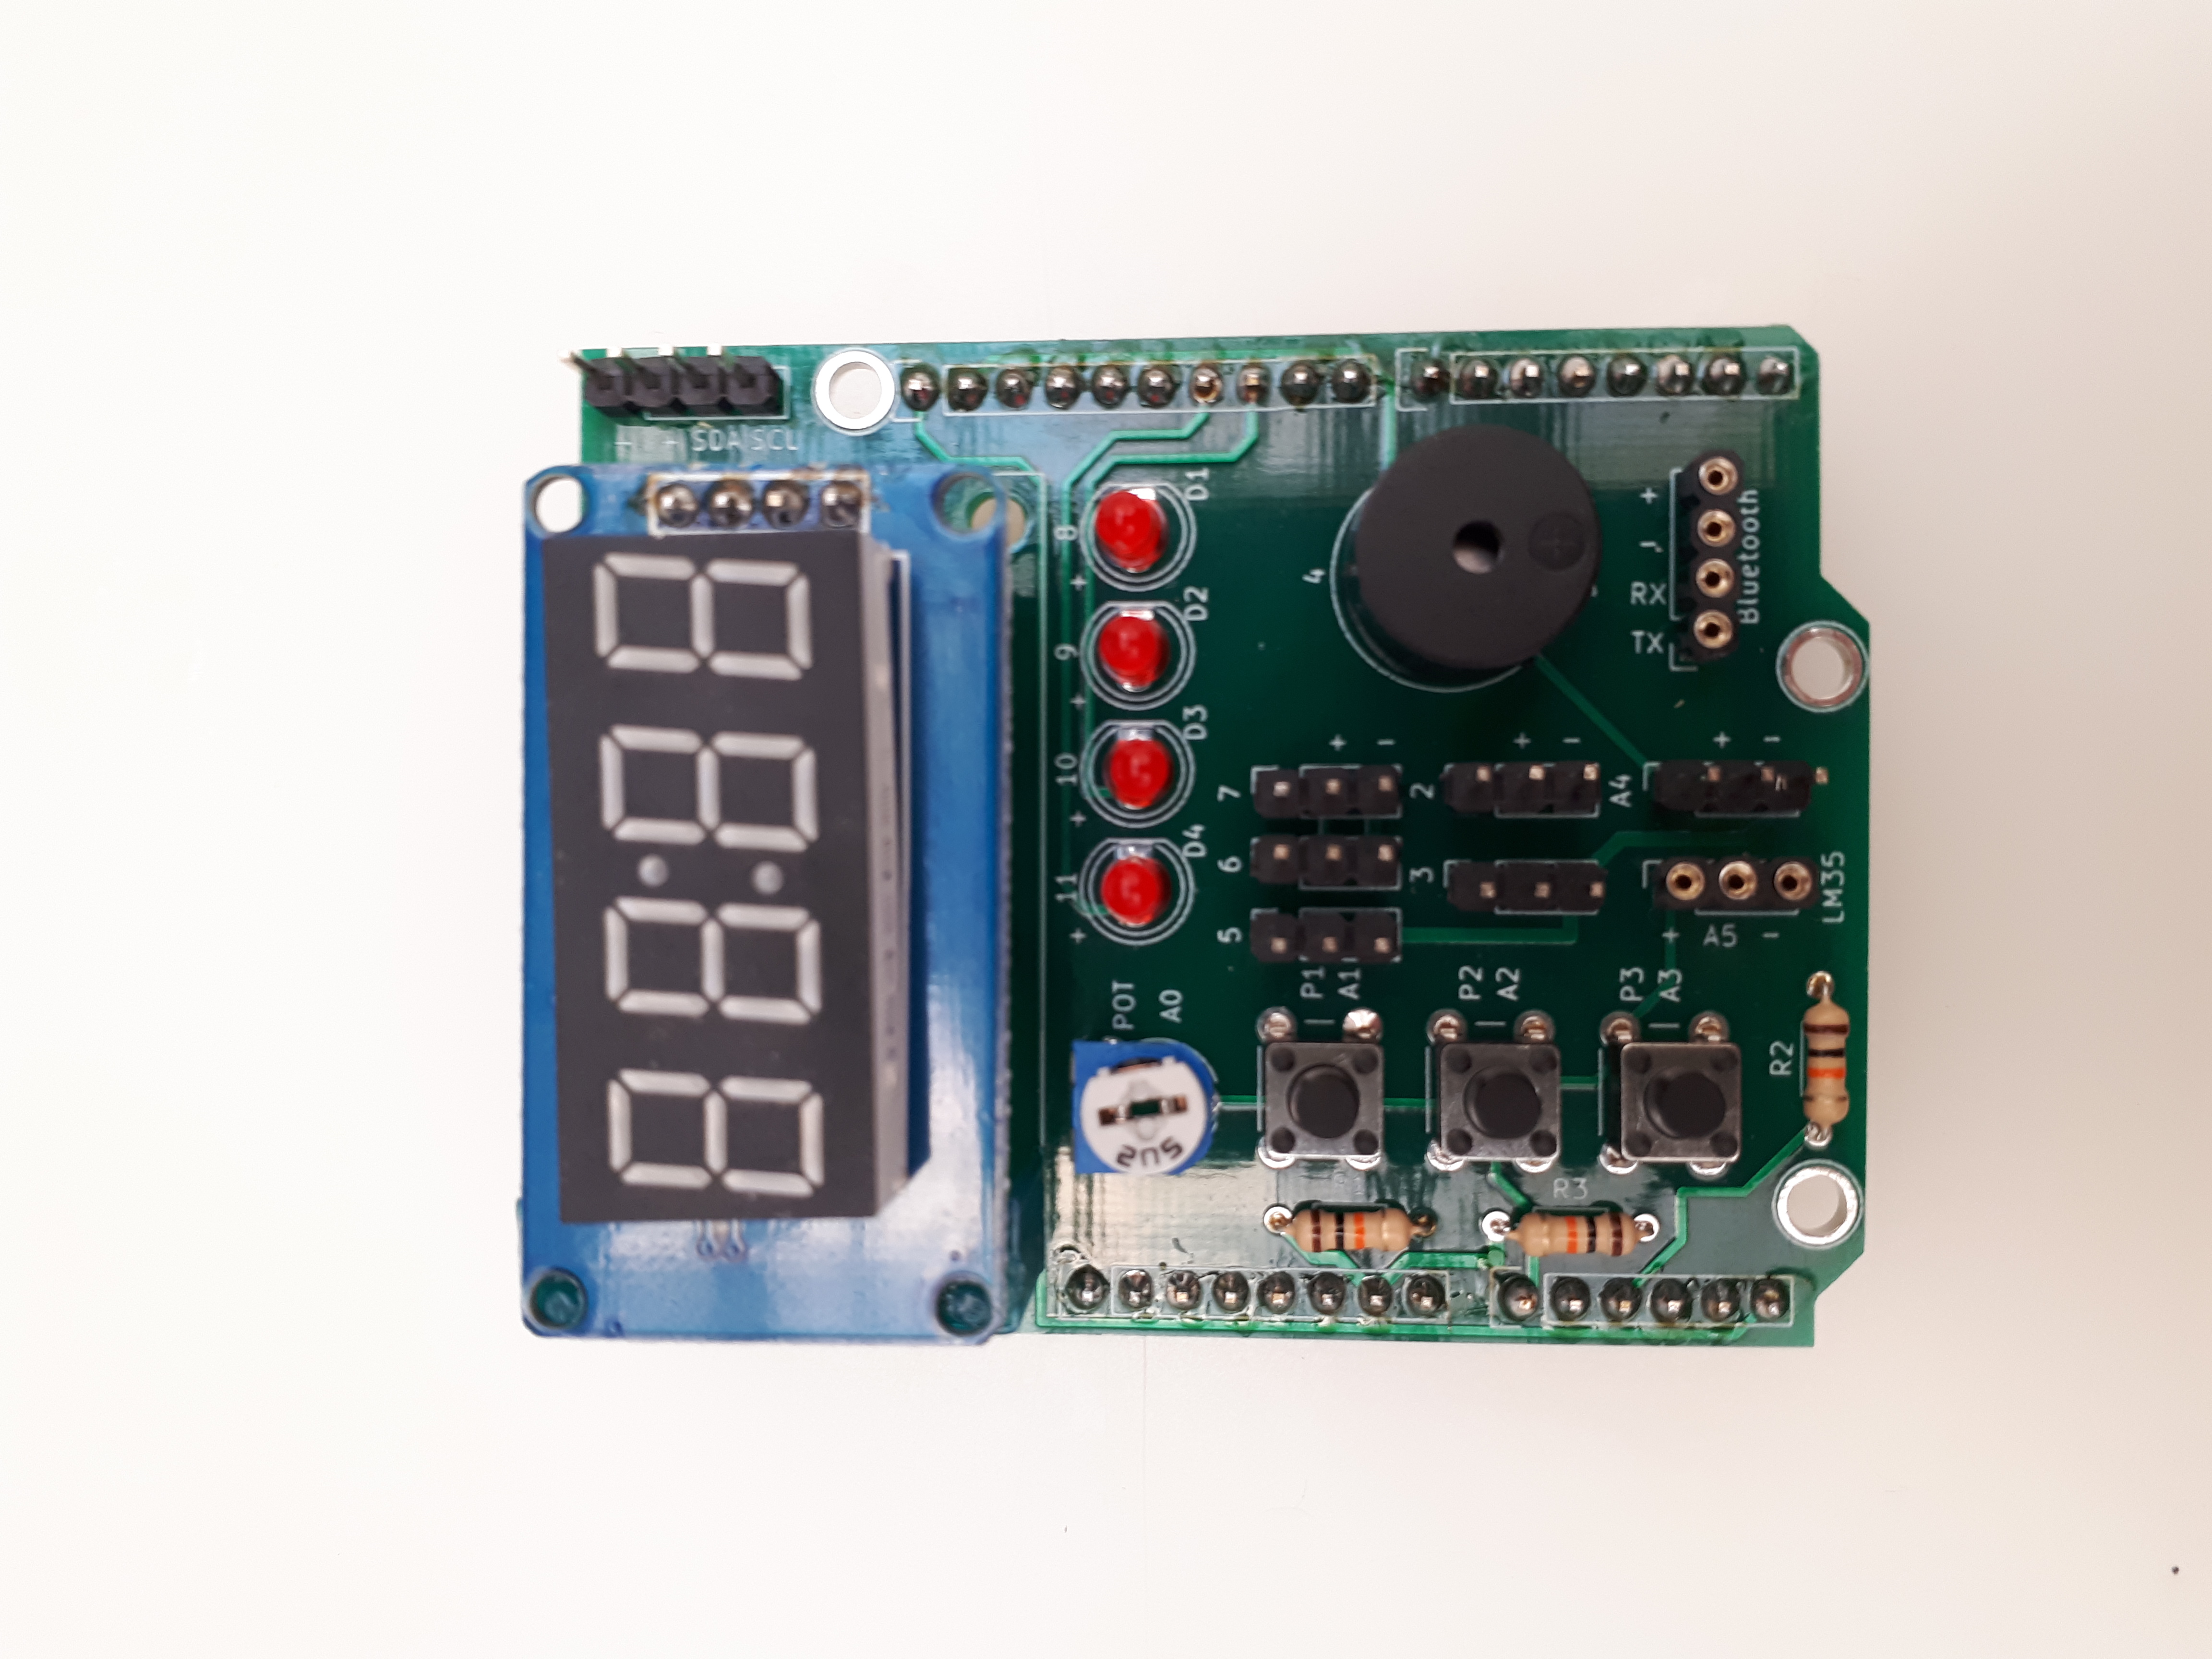 +
-
+
SDA
SCL
11
10
9
8
+
+
+
+
POT
A0
SUS
D4
D3
D2
D1
5
6
7
P1
A1
+
-
4
3
2
P2
A2
+
-
R3
A4
P3
A3
+
A5
-
+
-
TX
RX
-
+
Bluetooth
R2
LM35